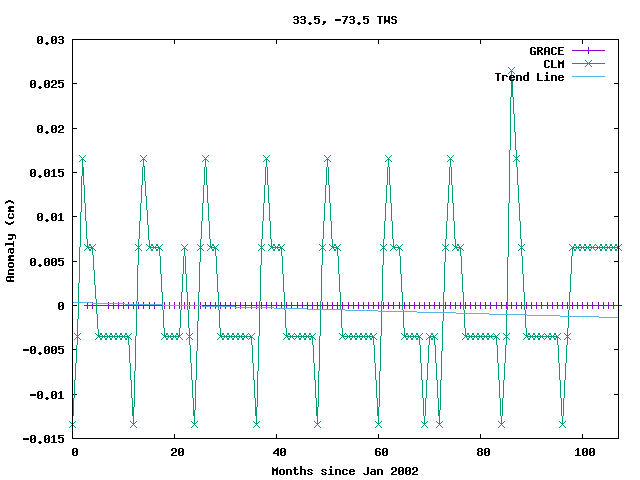 33.5, -73.5 TWS
GRACE
CLM
Trend Line
0.03
0.025
0.02
0.015
0.01
0.005
0
-0.005
-0.01
-0.015
Anomaly (cm)
0 20 40 60 80 100
Months since Jan 2002